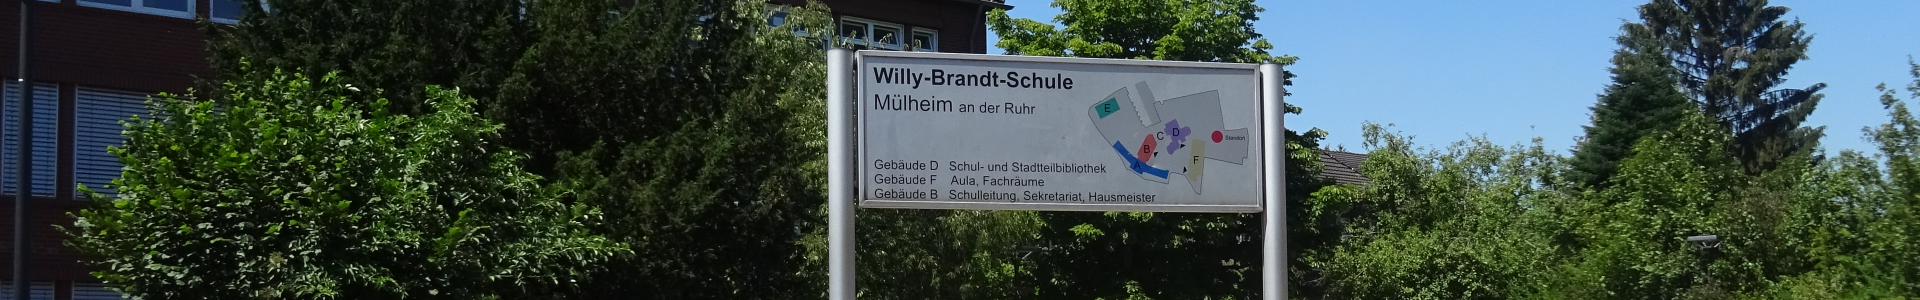 Willy-Brandt-Schule
Mülheim an der Ruhr
Gebäude D Schul- und Stadtteilbibliothek
Gebäude F Aula, Fachräume
Gebäude B Schulleitung, Sekretariat, Hausmeister
E
C
D
B
F
A
Standort